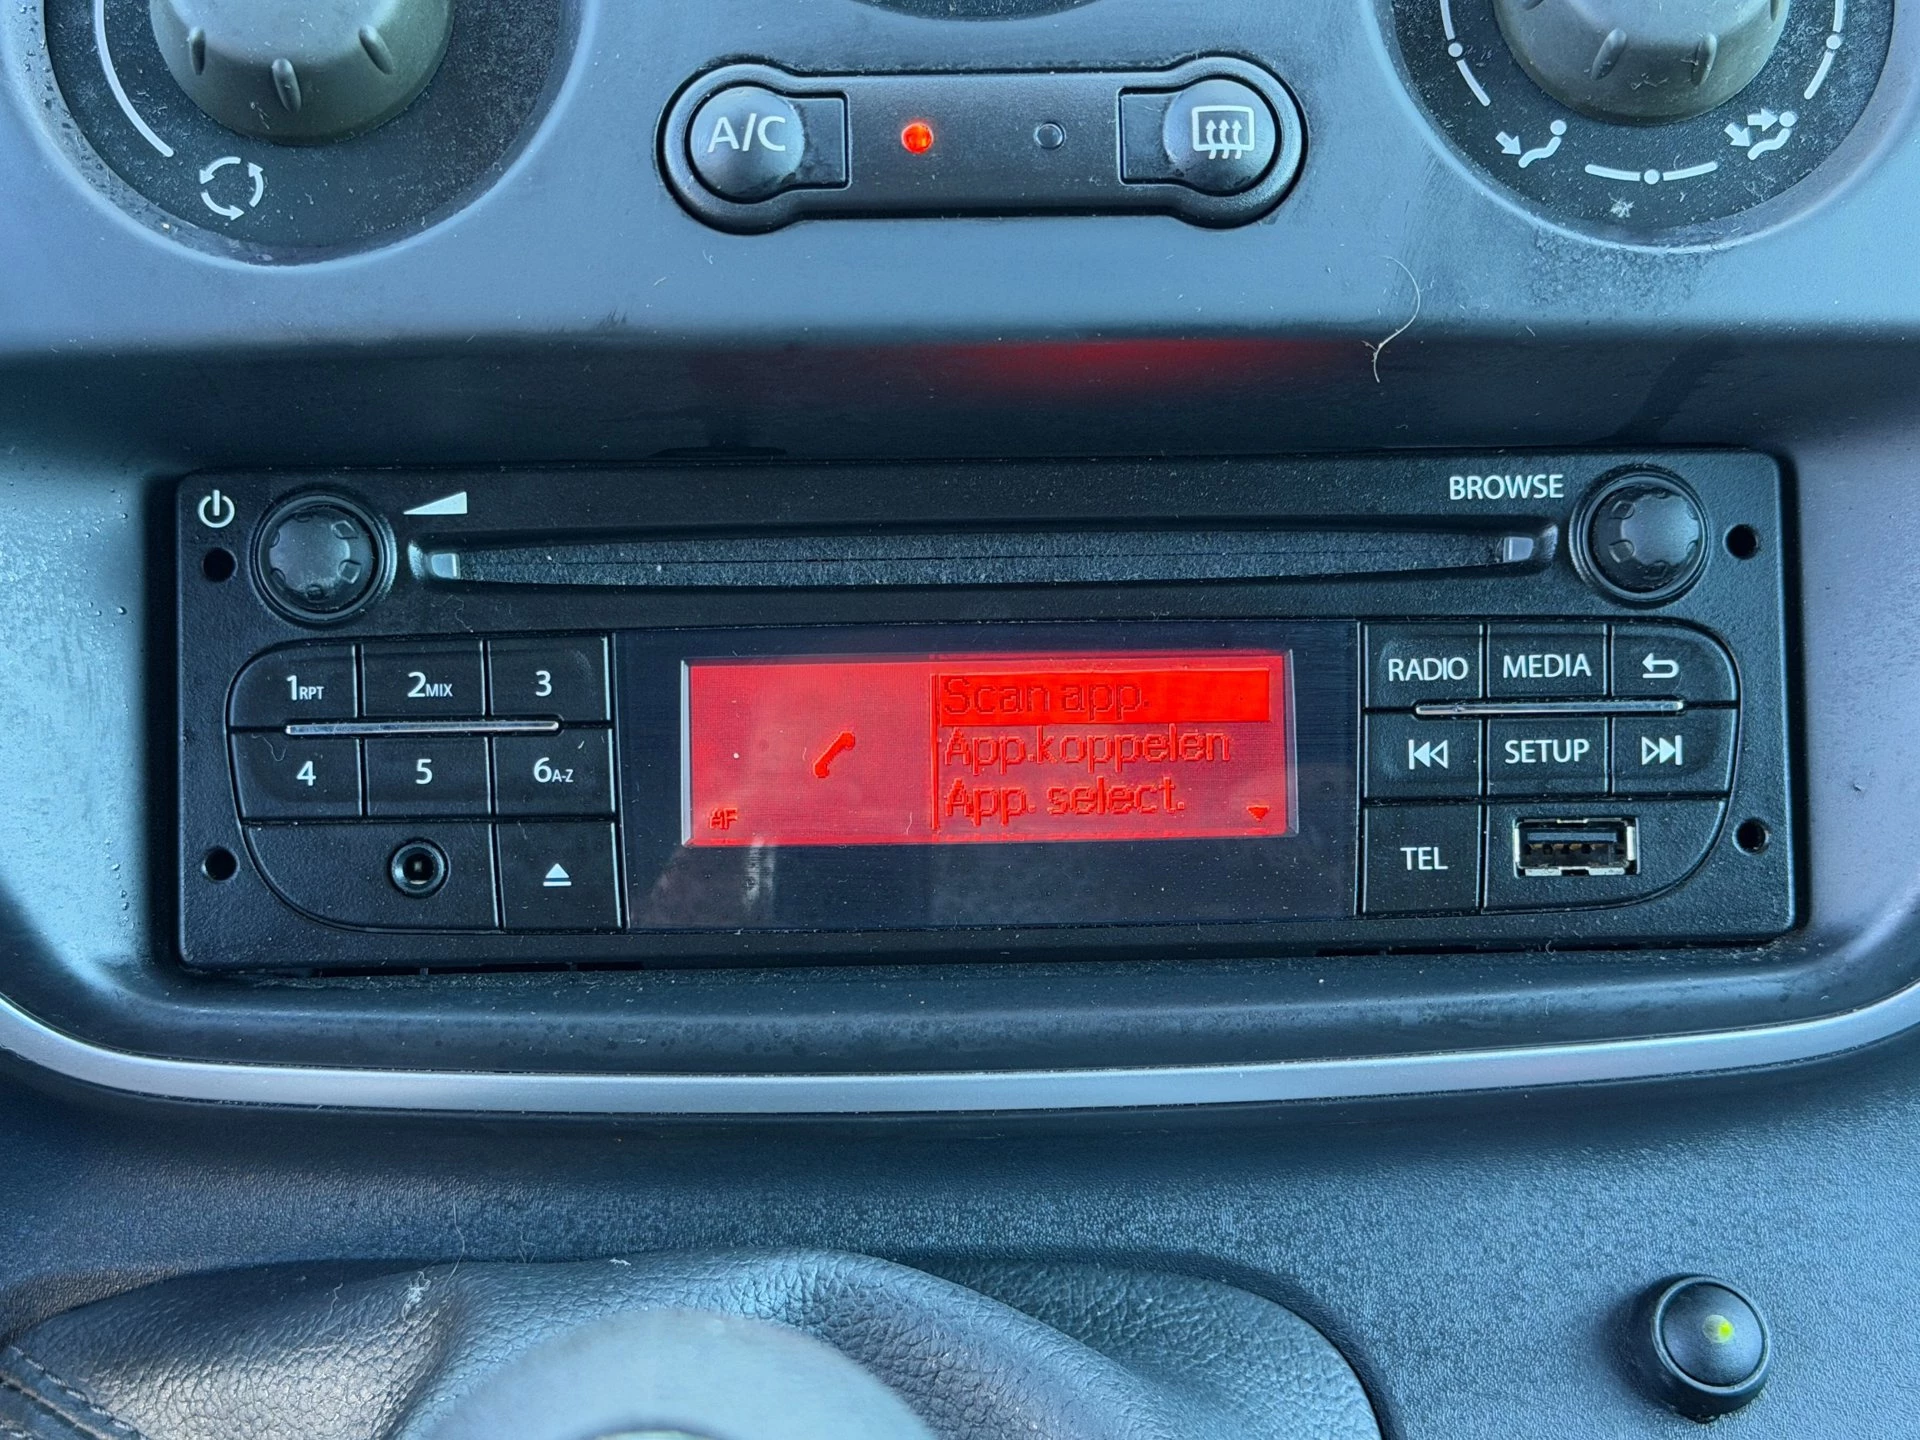 A/C
BROWSE
1RPT 2MIX 3
4 5 6A-Z
Scan app.
App.koppelen
App. select.
AF
RADIO MEDIA
SETUP
TEL